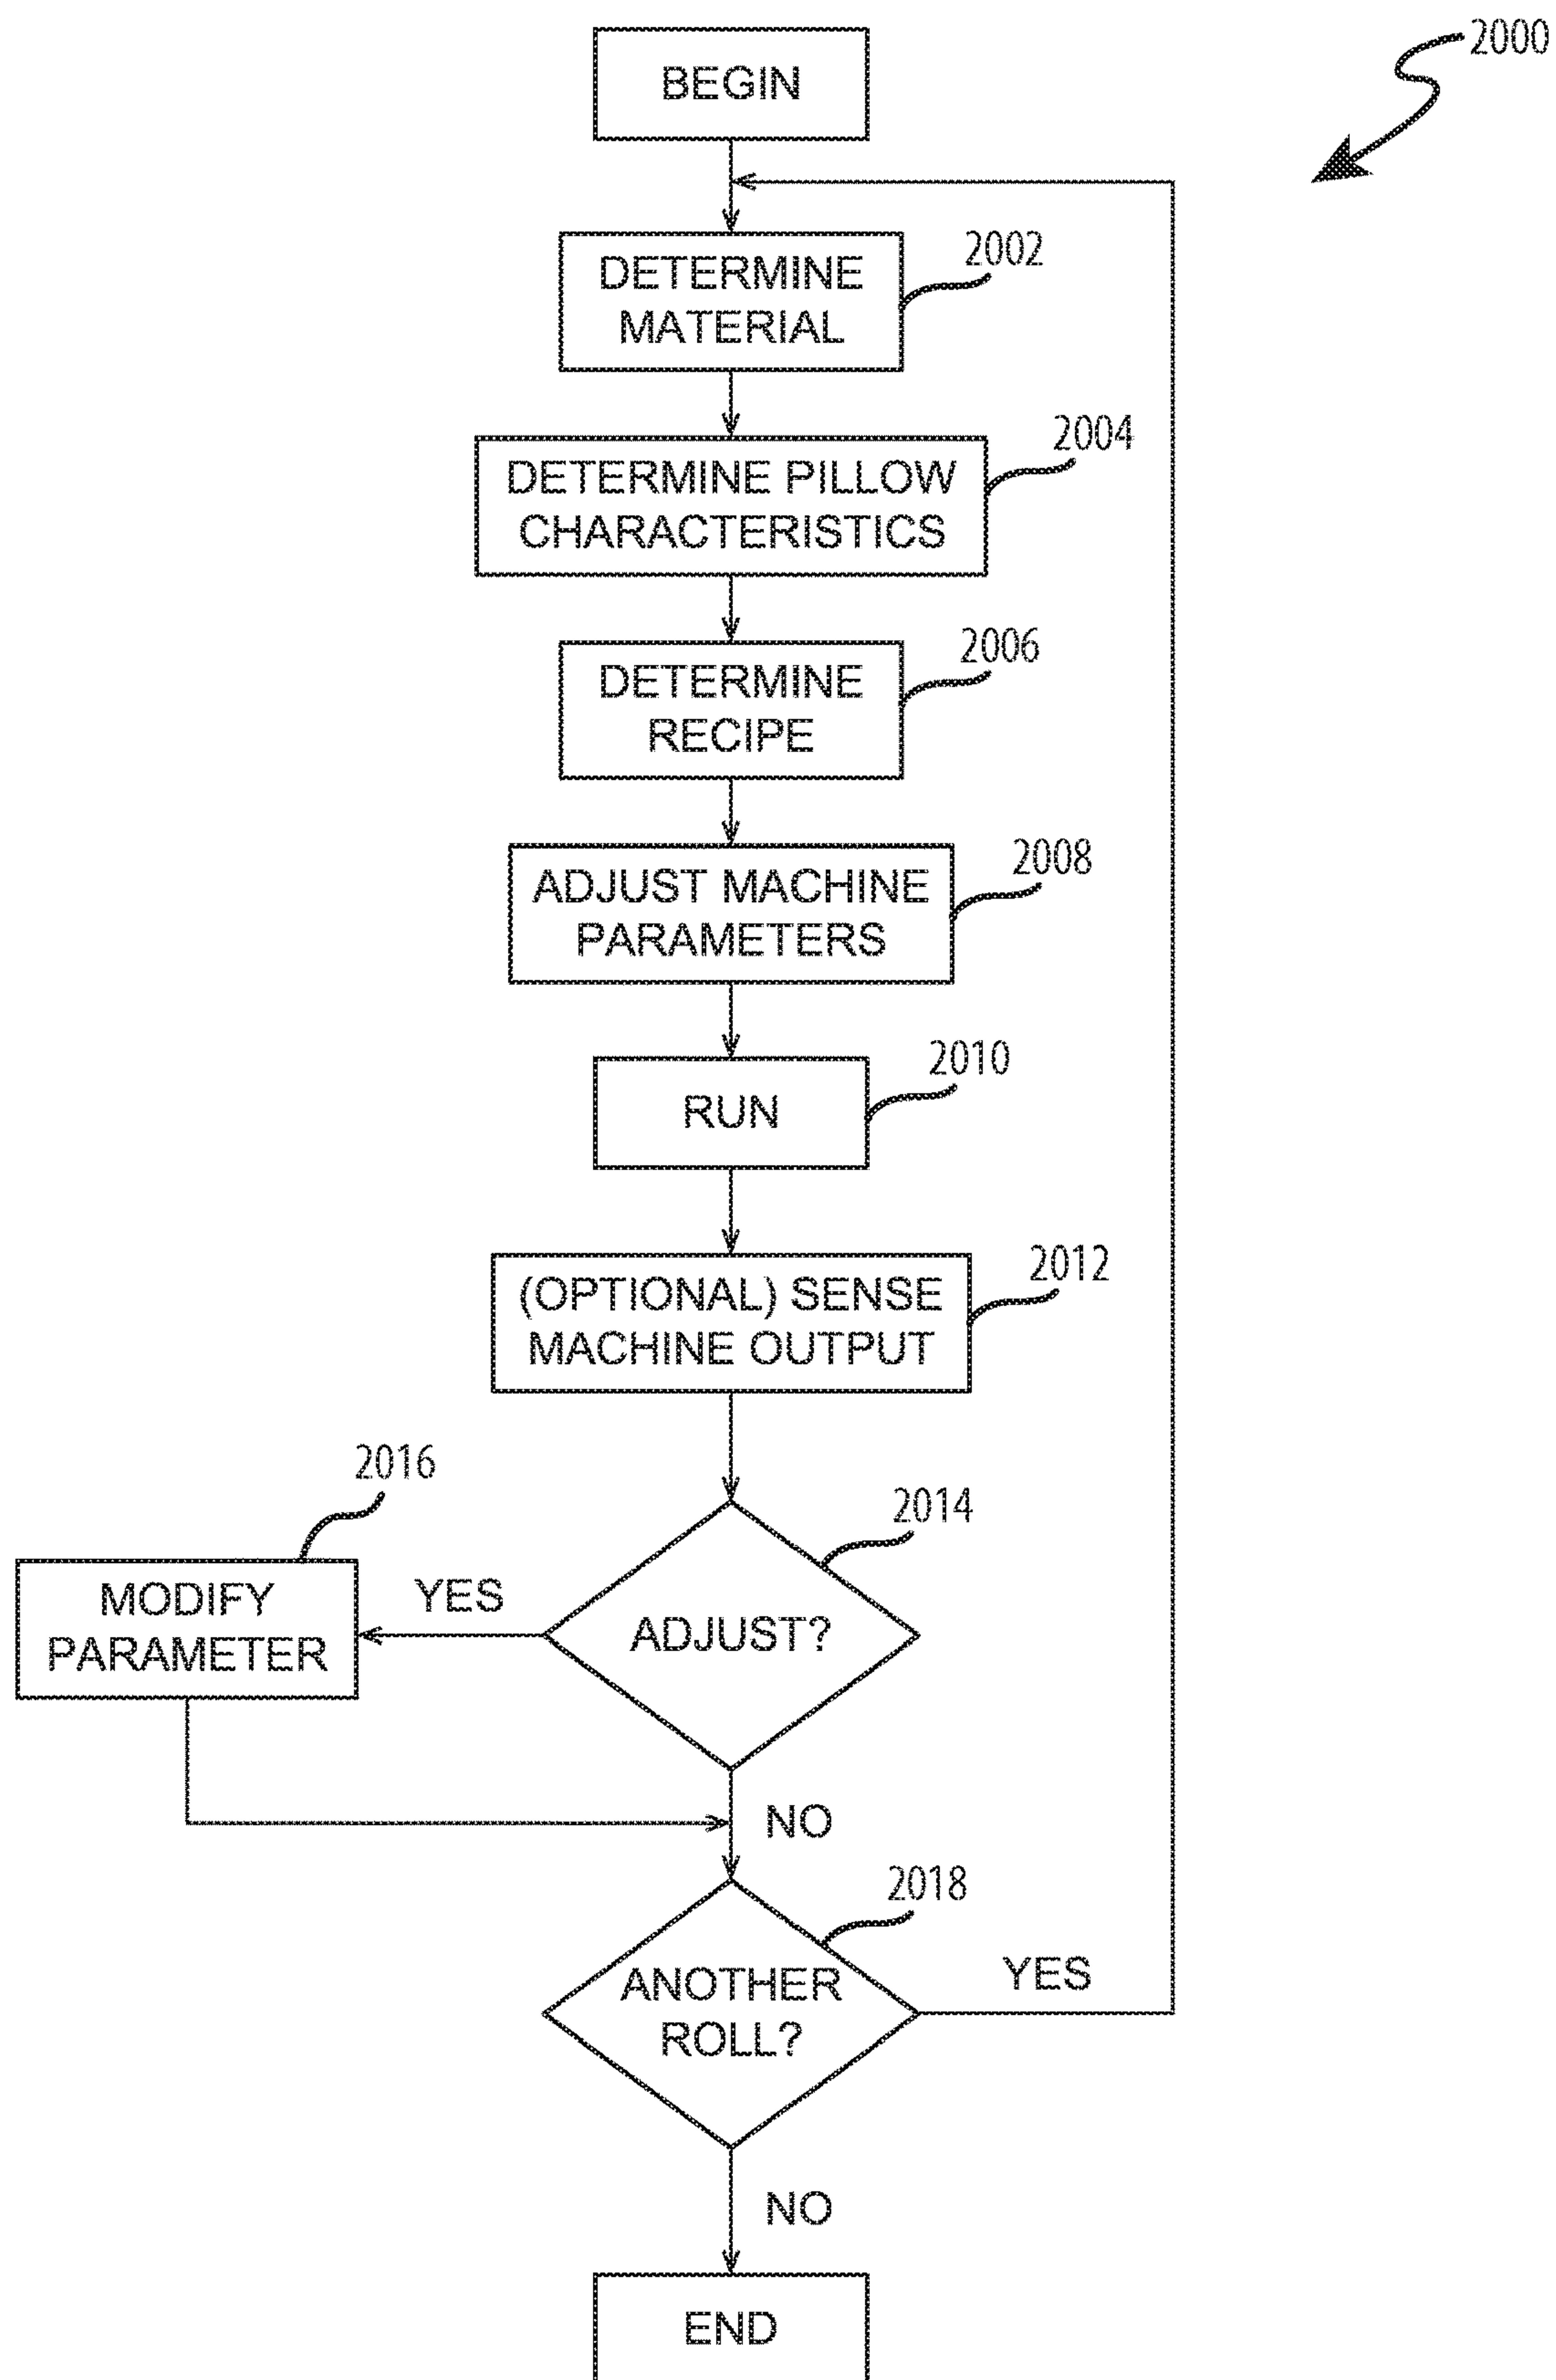 2000
BEGIN
2002
DETERMINE
MATERIAL
2004
DETERMINE PILLOW
CHARACTERISTICS
2006
DETERMINE
RECIPE
2008
ADJUST MACHINE
PARAMETERS
2010
RUN
2012
(OPTIONAL) SENSE
MACHINE OUTPUT
2014
ADJUST?
YES
2016
MODIFY
PARAMETER
NO
2018
ANOTHER
ROLL?
YES
NO
END